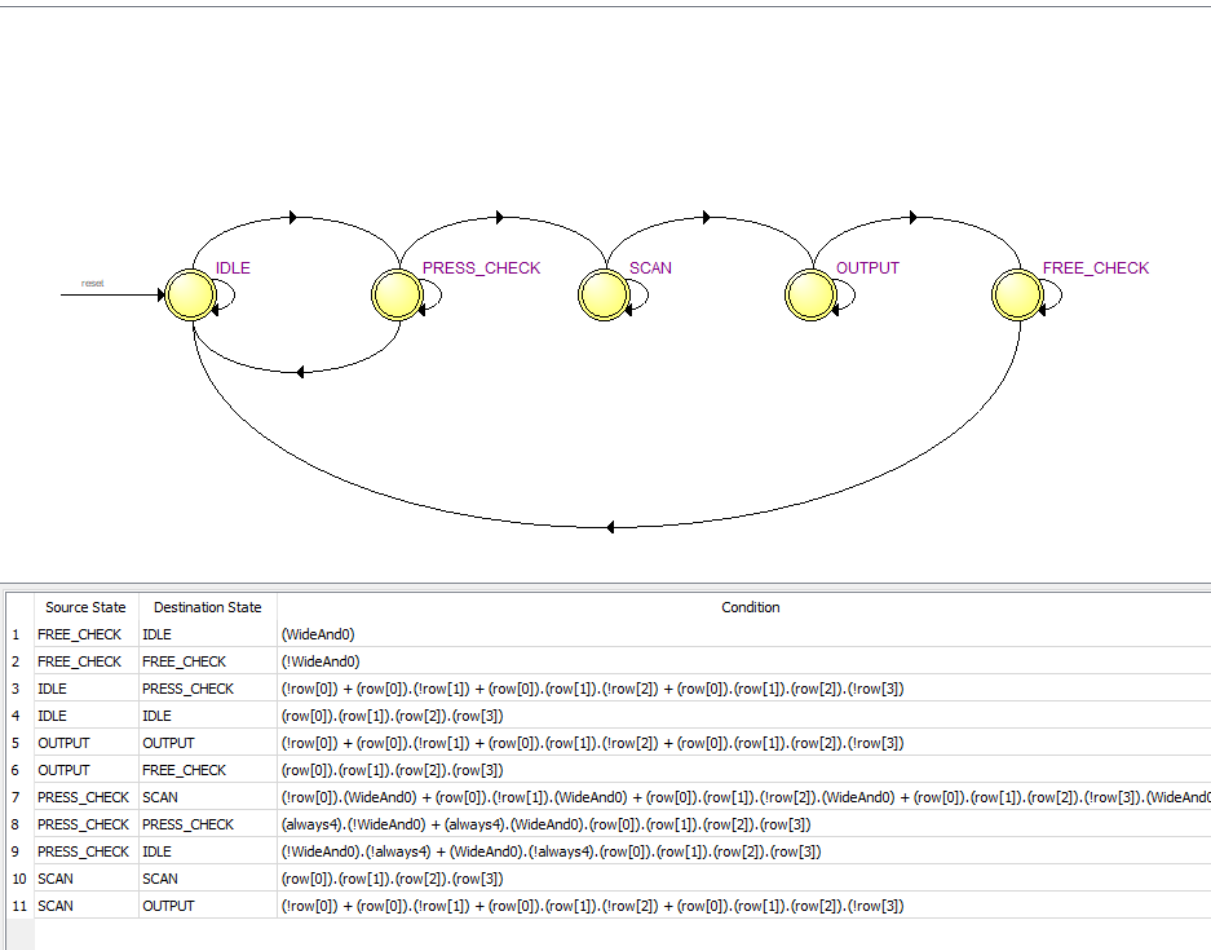 reset
IDLE
PRESS_CHECK
SCAN
OUTPUT
FREE_CHECK
Source State Destination State Condition
1 FREE_CHECK IDLE (WideAnd0)
2 FREE_CHECK FREE_CHECK (!WideAnd0)
3 IDLE PRESS_CHECK (!row[0]) + (row[0]).(!row[1]) + (row[0]).(row[1]).(!row[2]) + (row[0]).(row[1]).(row[2]).(!row[3])
4 IDLE IDLE (row[0]).(row[1]).(row[2]).(row[3])
5 OUTPUT OUTPUT (!row[0]) + (row[0]).(!row[1]) + (row[0]).(row[1]).(!row[2]) + (row[0]).(row[1]).(row[2]).(!row[3])
6 OUTPUT FREE_CHECK (row[0]).(row[1]).(row[2]).(row[3])
7 PRESS_CHECK SCAN (!row[0]).(WideAnd0) + (row[0]).(!row[1]).(WideAnd0) + (row[0]).(row[1]).(!row[2]).(WideAnd0) + (row[0]).(row[1]).(row[2]).(!row[3]).(WideAnd0
8 PRESS_CHECK PRESS_CHECK (always4).(!WideAnd0) + (always4).(WideAnd0).(row[0]).(row[1]).(row[2]).(row[3])
9 PRESS_CHECK IDLE (!WideAnd0).(!always4) + (WideAnd0).(!always4).(row[0]).(row[1]).(row[2]).(row[3])
10 SCAN SCAN (row[0]).(row[1]).(row[2]).(row[3])
11 SCAN OUTPUT (!row[0]) + (row[0]).(!row[1]) + (row[0]).(row[1]).(!row[2]) + (row[0]).(row[1]).(row[2]).(!row[3])